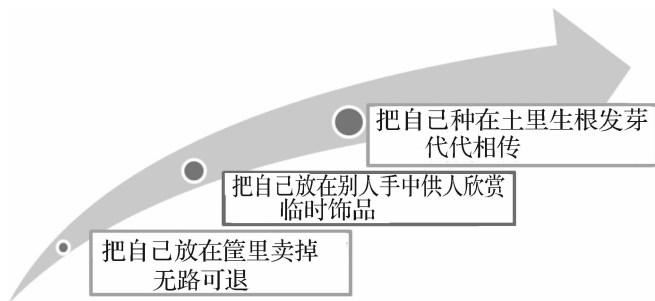 把自己种在土里生根发芽
代代相传
把自己放在别人手中供人欣赏
临时饰品
把自己放在筐里卖掉
无路可退